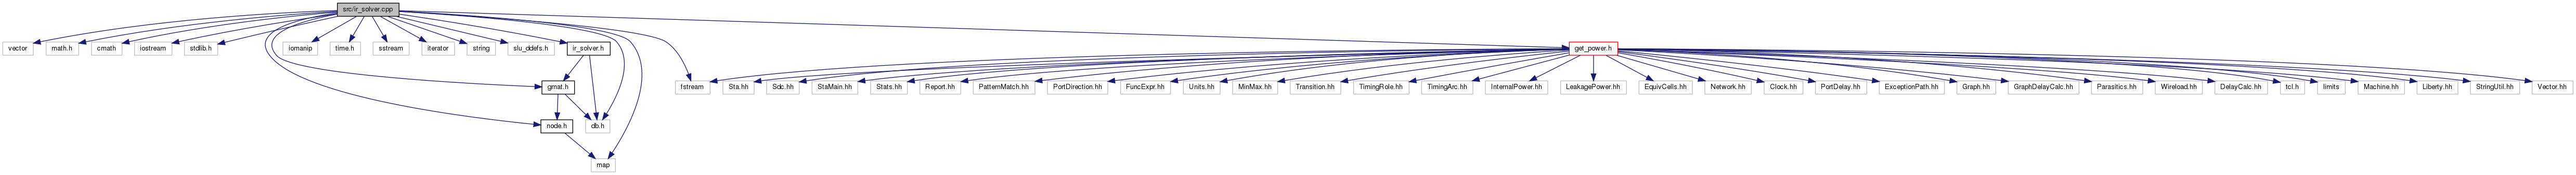 src/ir_solver.cpp
vector
math.h
cmath
iostream
stdlib.h
iomanip
time.h
sstream
iterator
string
slu_ddefs.h
ir_solver.h
get_power.h
gmat.h
fstream
Sta.hh
Sdc.hh
StaMain.hh
Stats.hh
Report.hh
PatternMatch.hh
PortDirection.hh
FuncExpr.hh
Units.hh
MinMax.hh
Transition.hh
TimingRole.hh
TimingArc.hh
InternalPower.hh
LeakagePower.hh
EquivCells.hh
Network.hh
Clock.hh
PortDelay.hh
ExceptionPath.hh
Graph.hh
GraphDelayCalc.hh
Parasitics.hh
Wireload.hh
DelayCalc.hh
tcl.h
limits
Machine.hh
Liberty.hh
StringUtil.hh
Vector.hh
node.h
db.h
map